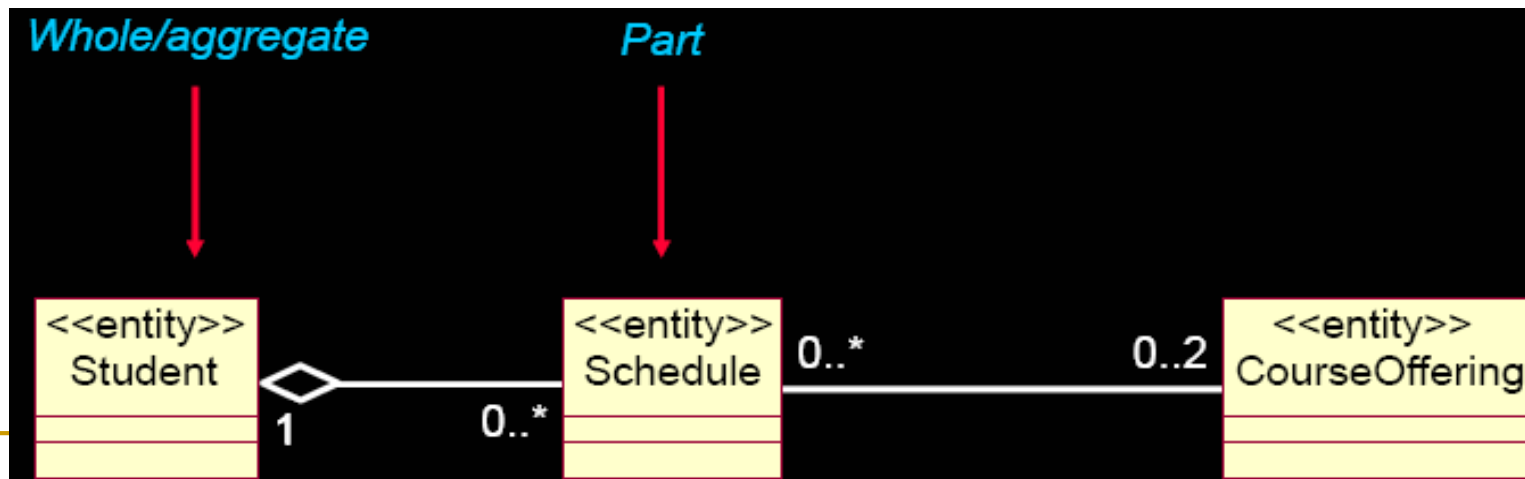 Whole/aggregate
Part
<<entity>>
Student
1
0..*
<<entity>>
Schedule
0..*
0..2
<<entity>>
CourseOffering